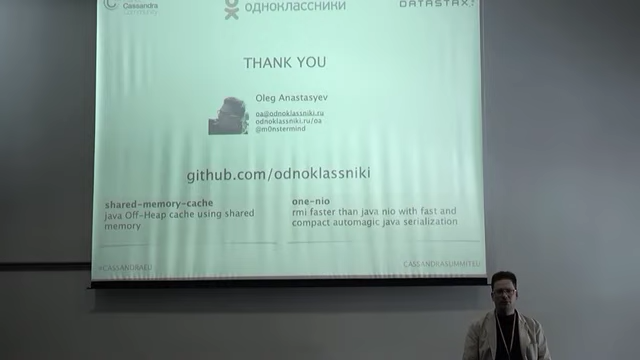 Cassandra
community
одноклассники
DATASTAX
THANK YOU
Oleg Anastasyev
oa@odnoklassniki.ru
odnoklassniki.ru/oa
@m0nstermind
github.com/odnoklassniki
shared-memory-cache
java Off-Heap cache using shared
memory
one-nio
rmi faster than java nio with fast and
compact automagic java serialization
#CASSANDRAEU
CASSANDRASUMMITEU